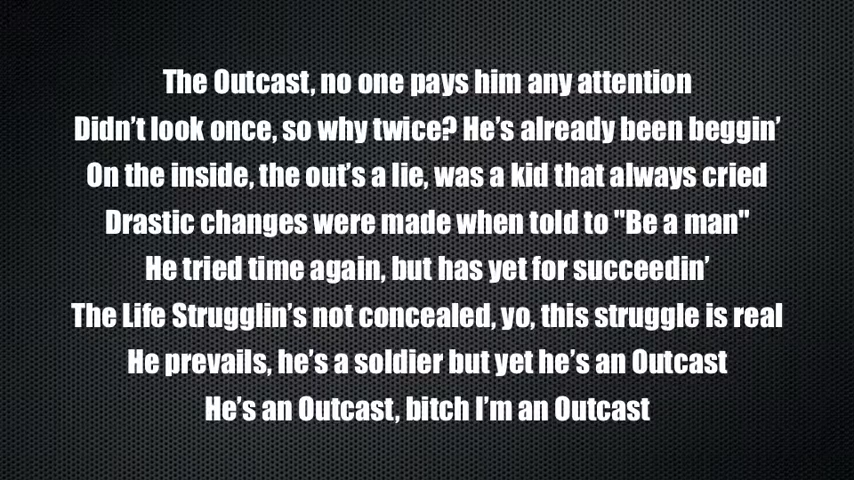 The Outcast, no one pays him any attention
Didn’t look once, so why twice? He’s already been beggin’
On the inside, the out’s a lie, was a kid that always cried
Drastic changes were made when told to "Be a man"
He tried time again, but has yet for succeedin’
The Life Strugglin’s not concealed, yo, this struggle is real
He prevails, he’s a soldier but yet he’s an Outcast
He’s an Outcast, bitch I’m an Outcast